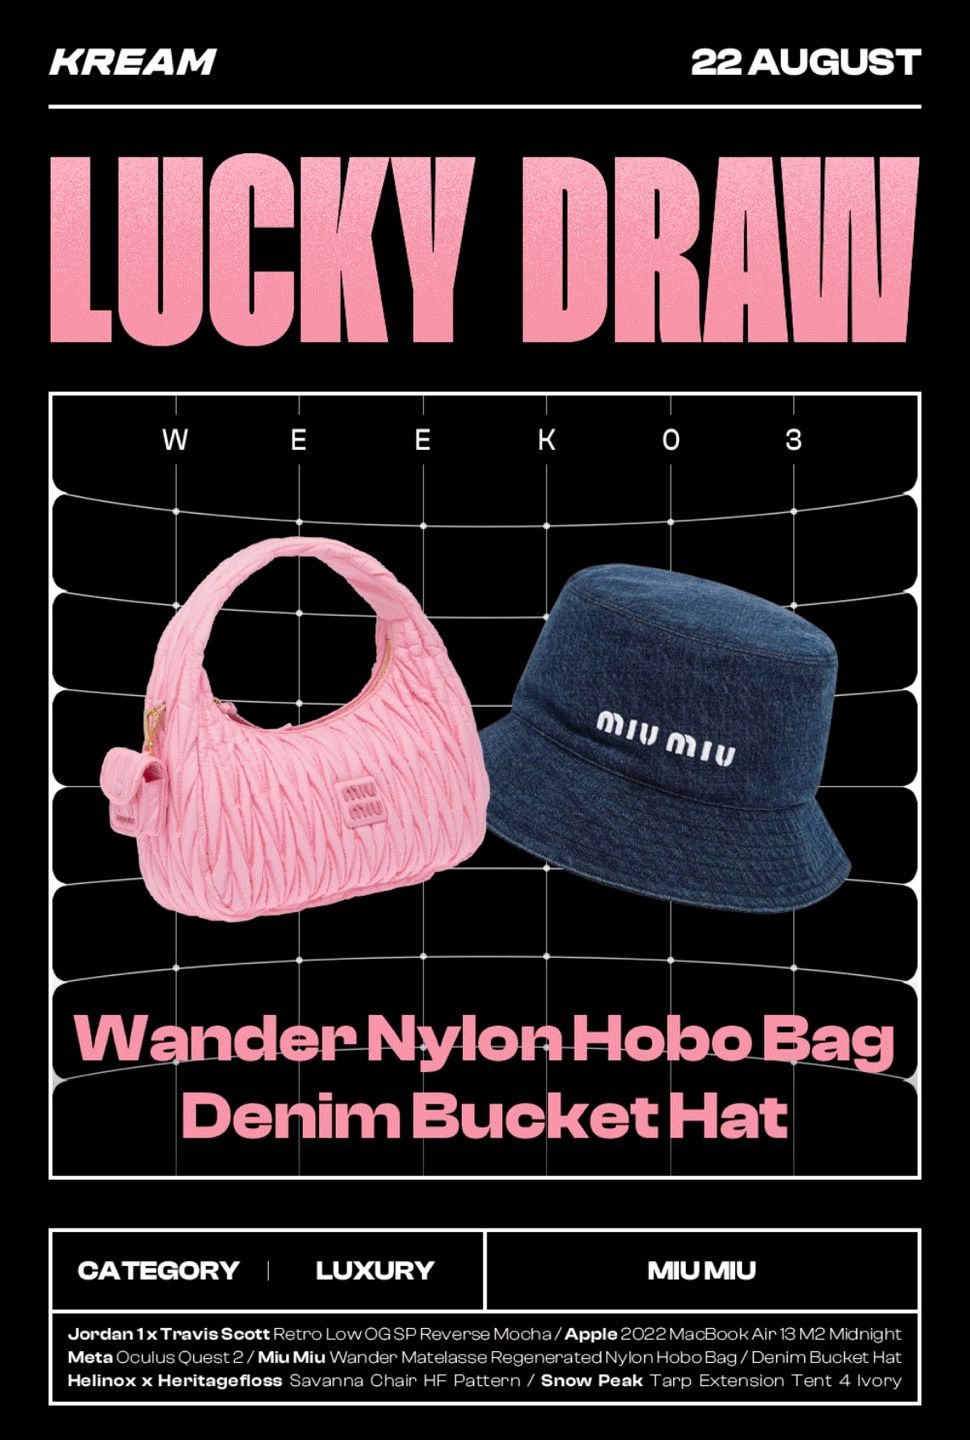 KREAM
22 AUGUST
LUCKY DRAW
W E E K 0 3
MIU MIU
MIU
MIU
MIU MIU
Wander Nylon Hobo Bag
Denim Bucket Hat
CATEGORY | LUXURY
MIU MIU
Jordan 1 x Travis Scott Retro Low OG SP Reverse Mocha / Apple 2022 MacBook Air 13 M2 Midnight
Meta Oculus Quest 2 / Miu Miu Wander Matelasse Regenerated Nylon Hobo Bag / Denim Bucket Hat
Helinox x Heritagefloss Savanna Chair HF Pattern / Snow Peak Tarp Extension Tent 4 Ivory